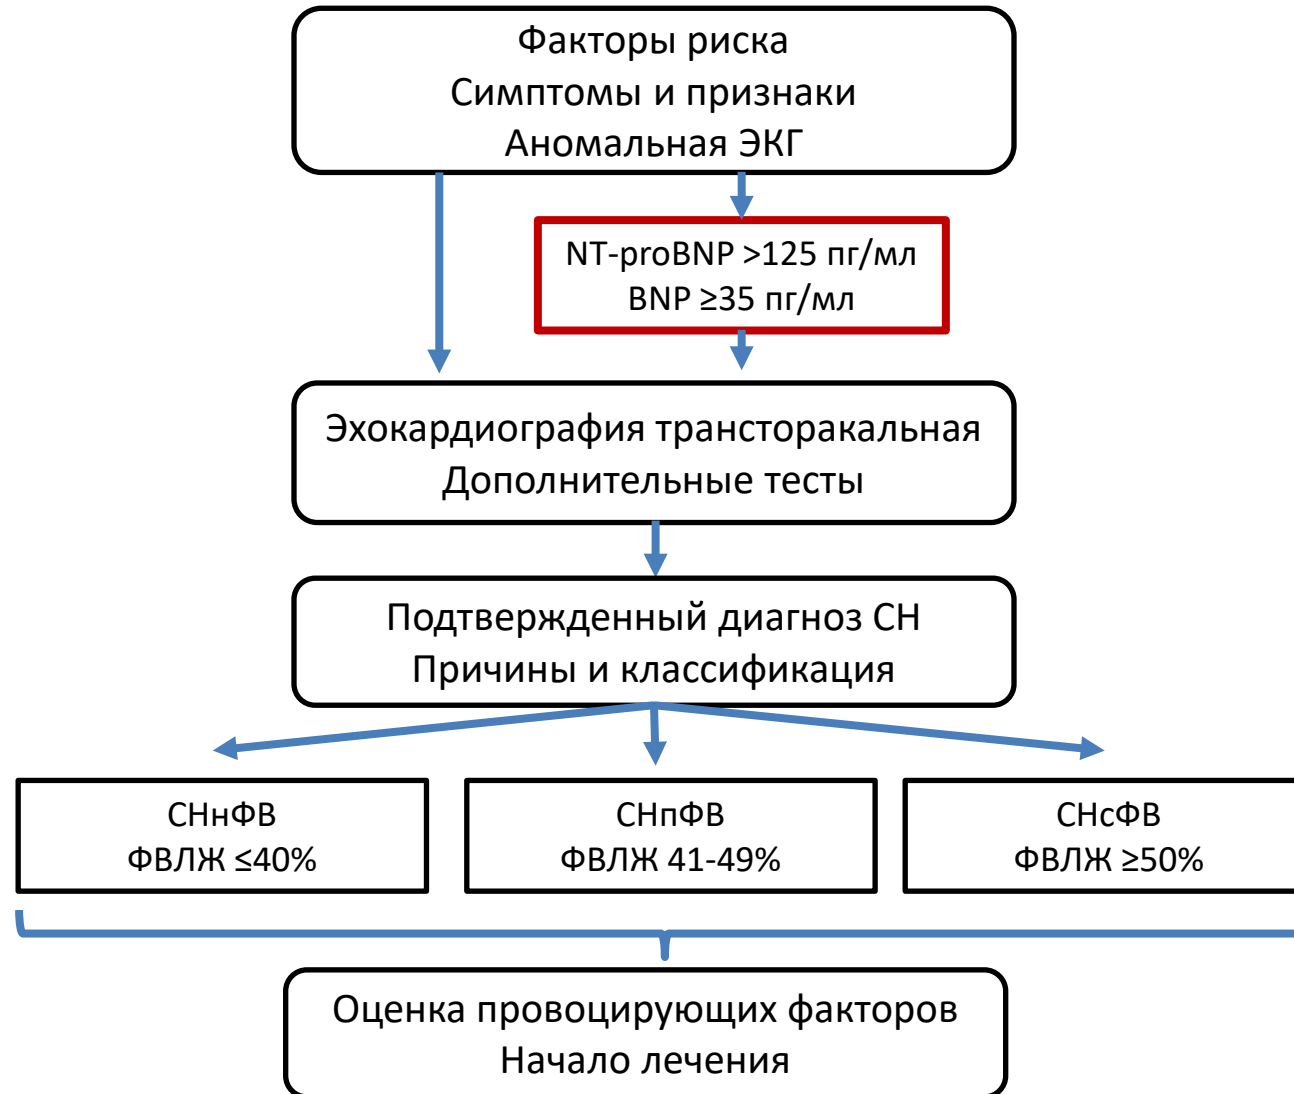 Факторы риска
Симптомы и признаки
Аномальная ЭКГ
NT-proBNP >125 пг/мл
BNP ≥35 пг/мл
Эхокардиография трансторакальная
Дополнительные тесты
Подтвержденный диагноз СН
Причины и классификация
СНнФВ
ФВЛЖ ≤40%
СНпФВ
ФВЛЖ 41-49%
СНсФВ
ФВЛЖ ≥50%
Оценка провоцирующих факторов
Начало лечения